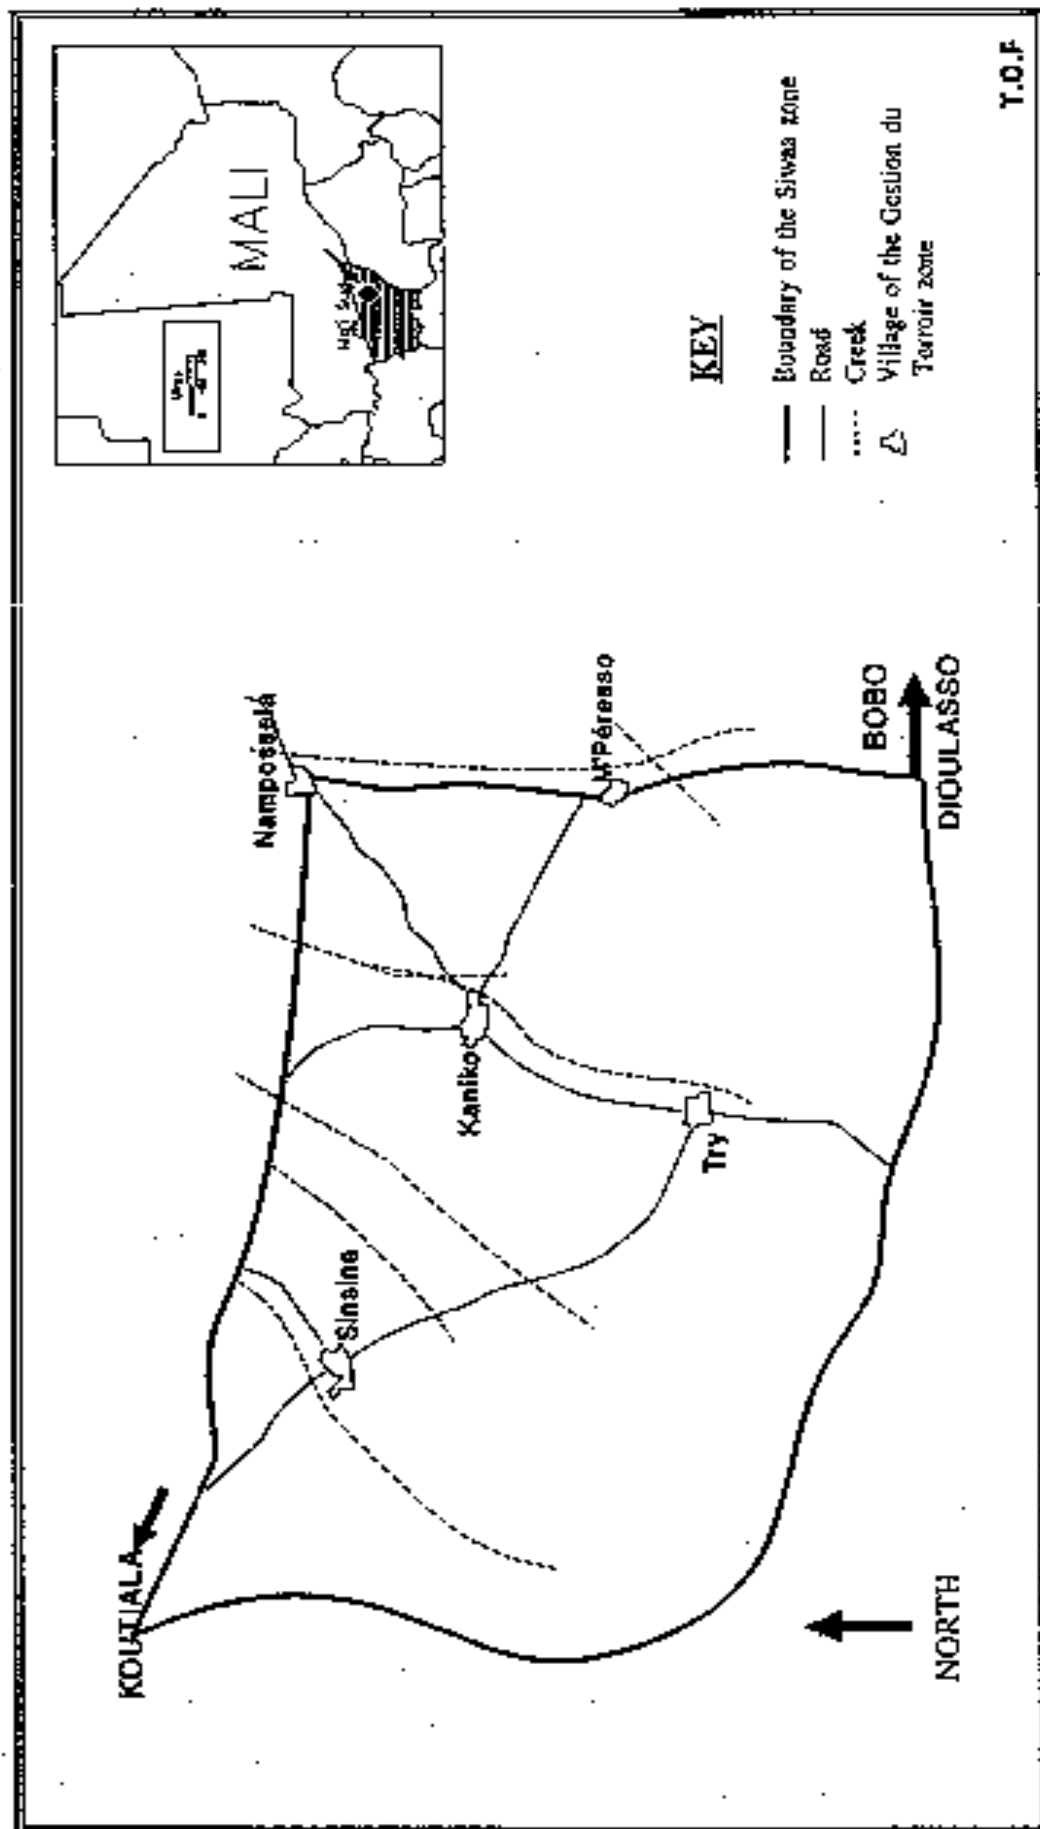 KOUTIALA
Sinsina
Kaniko
Try
Namposséla
M'Péresso
BOBO
DIOULASSO
NORTH
MALI
KEY
Boundary of the Siwaa zone
Road
Creek
Village of the Gestion du
Terroir zone
T.O.F